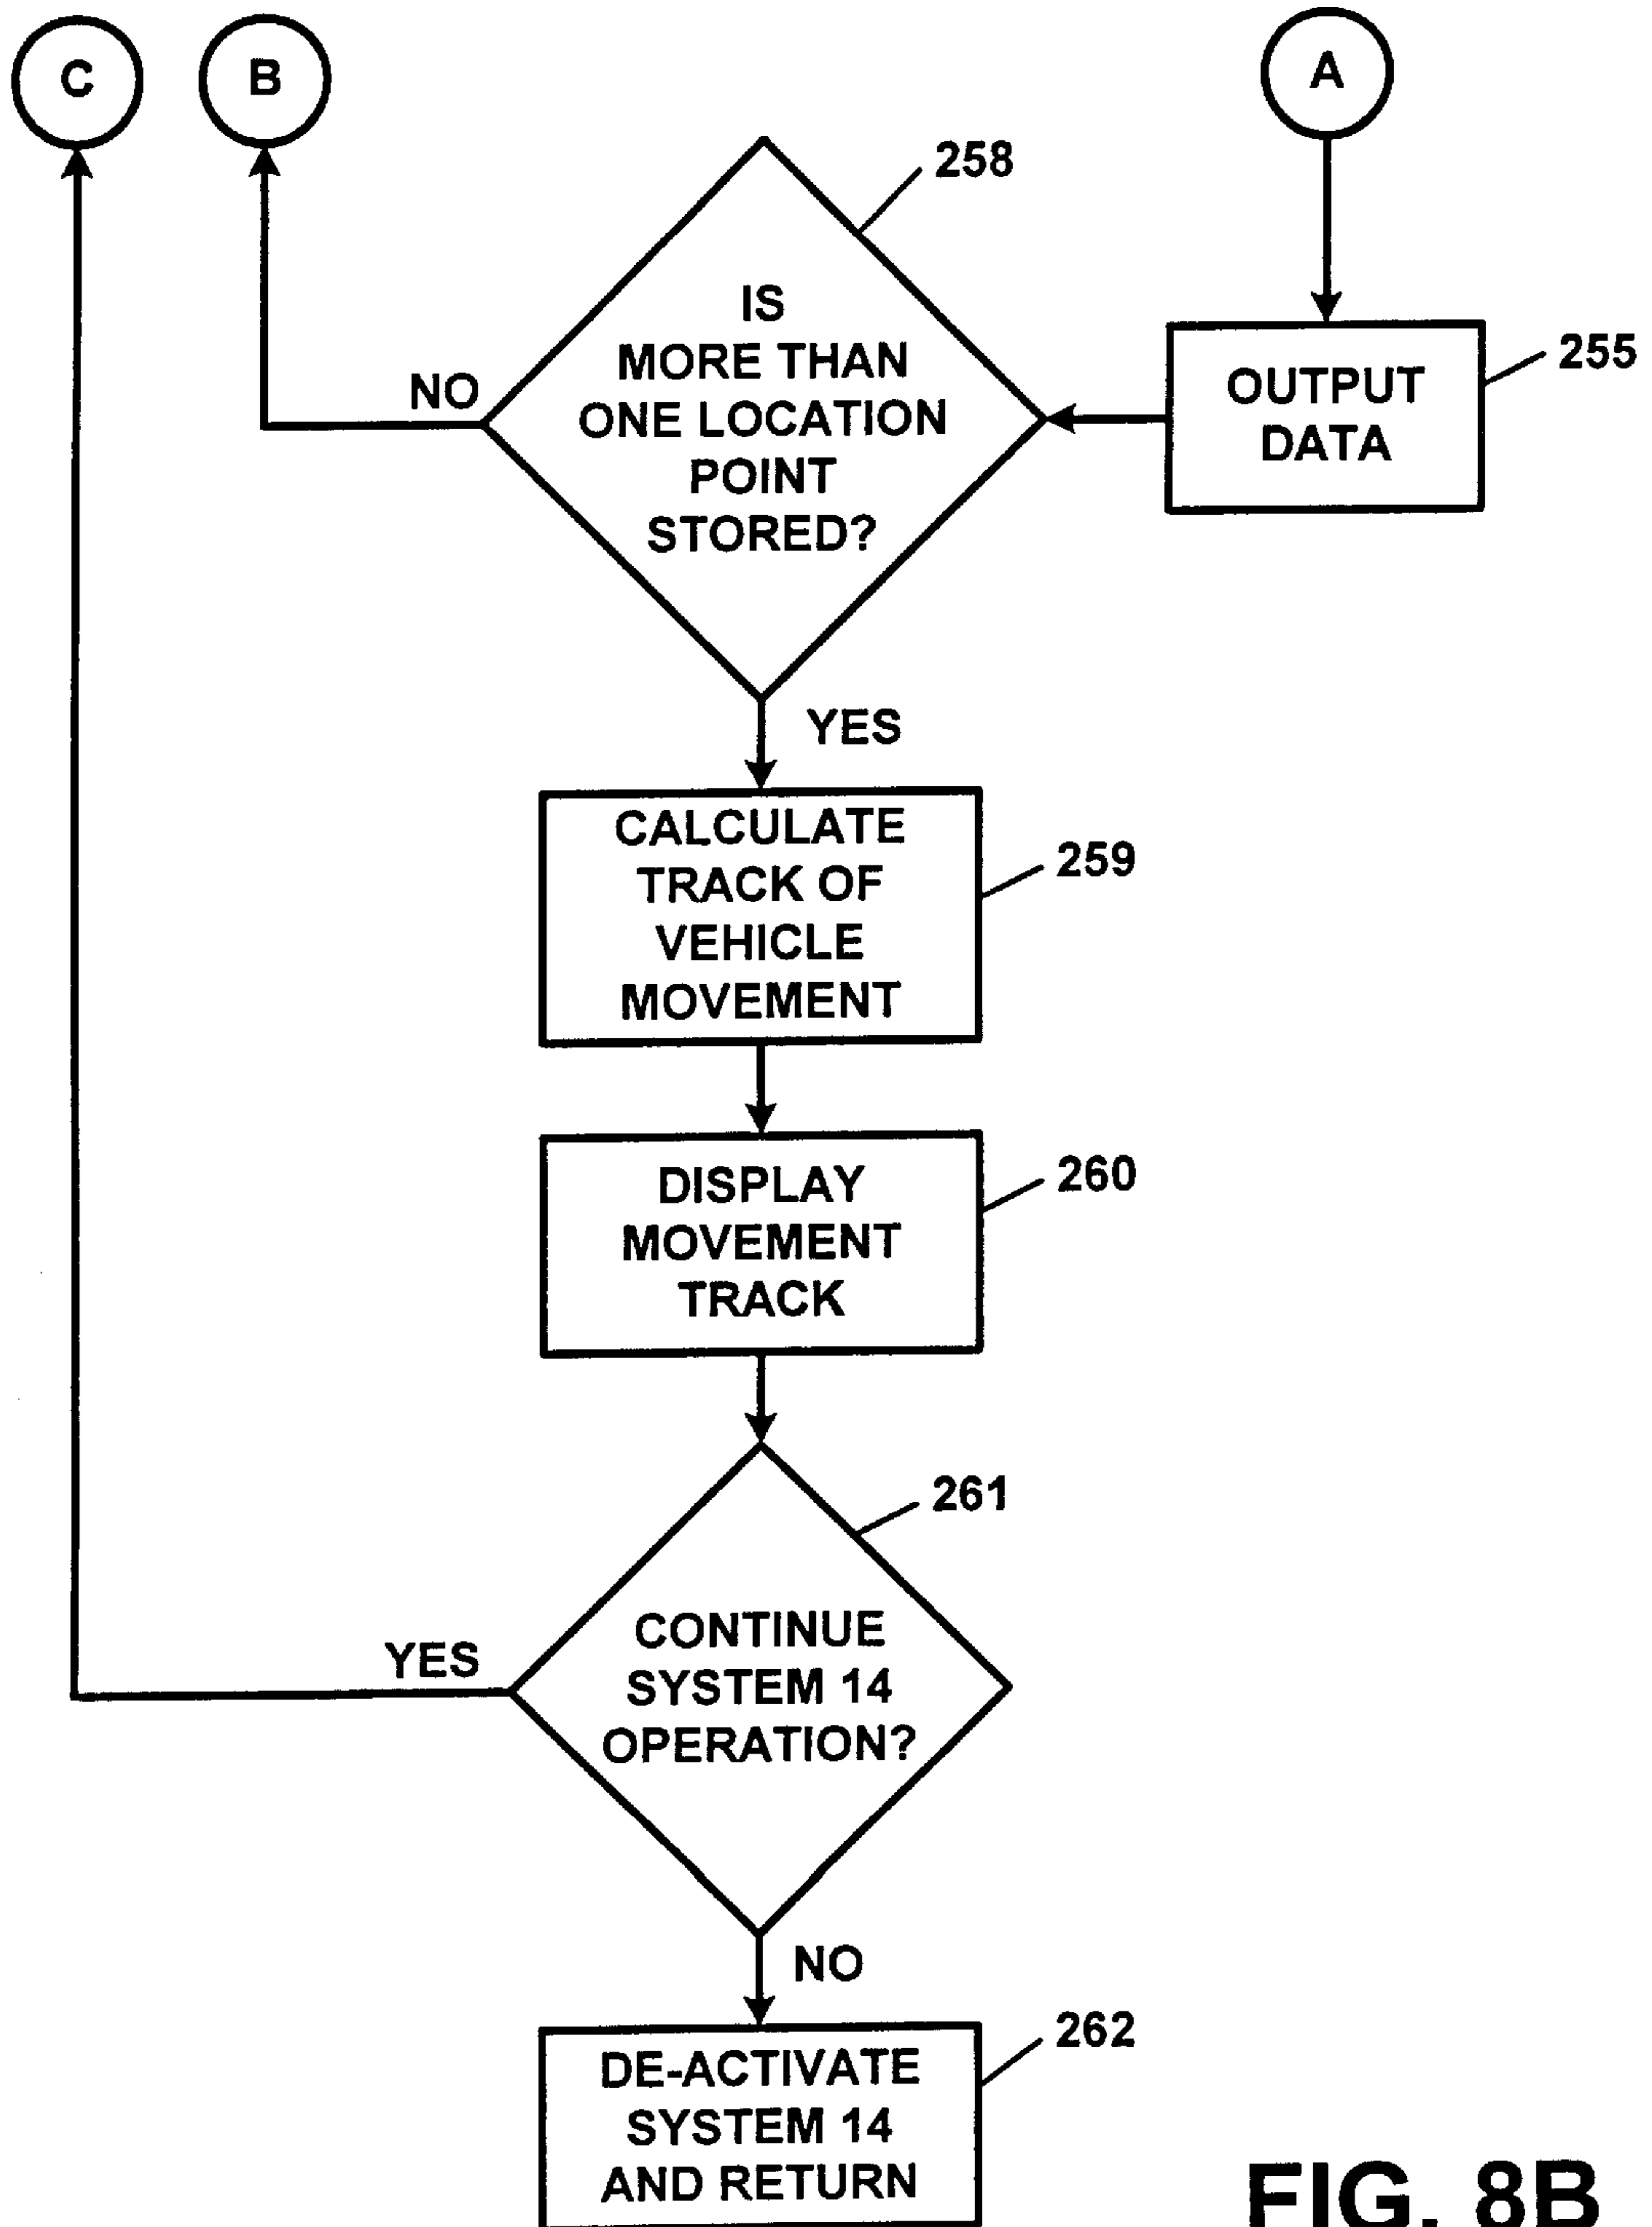 C
B
A
258
IS
MORE THAN
ONE LOCATION
POINT
STORED?
NO
255
OUTPUT
DATA
YES
CALCULATE
TRACK OF
VEHICLE
MOVEMENT
259
DISPLAY
MOVEMENT
TRACK
260
261
CONTINUE
SYSTEM 14
OPERATION?
YES
NO
262
DE-ACTIVATE
SYSTEM 14
AND RETURN
FIG. 8B